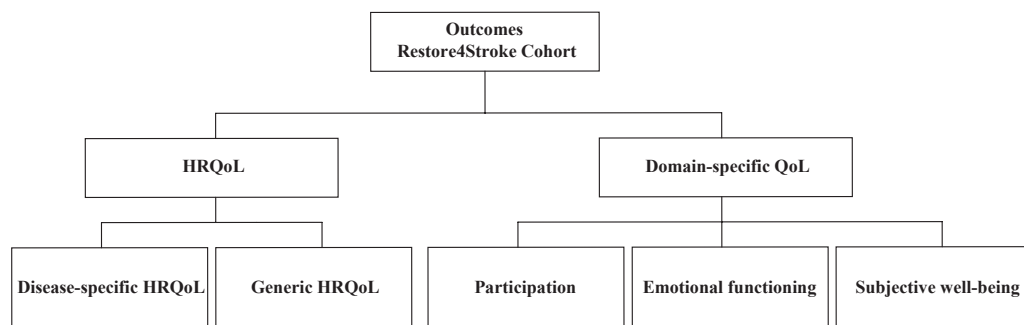 Outcomes
Restore4Stroke Cohort
HRQoL
Domain-specific QoL
Disease-specific HRQoL
Generic HRQoL
Participation
Emotional functioning
Subjective well-being